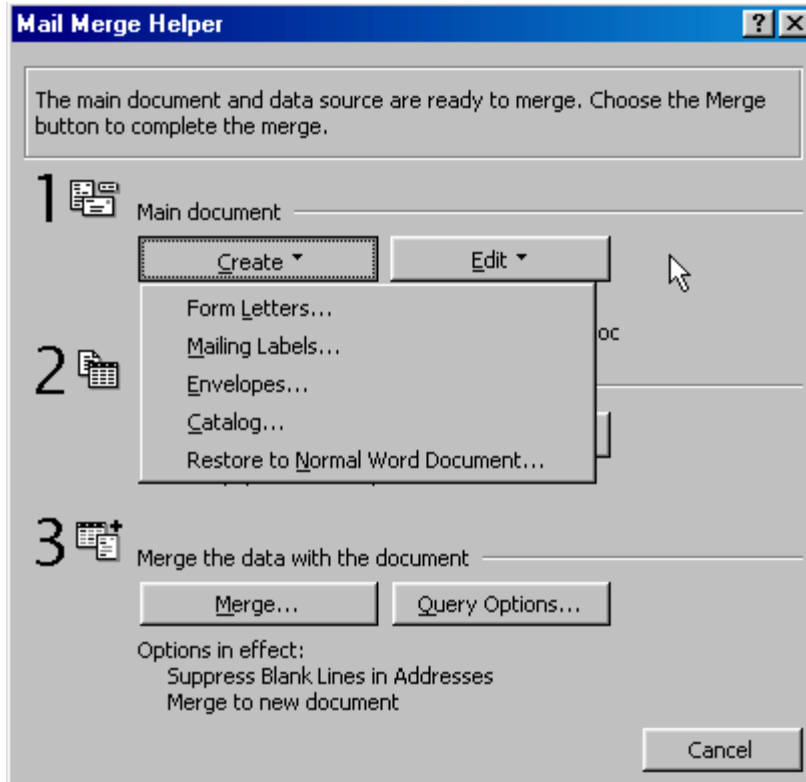 Mail Merge Helper
The main document and data source are ready to merge. Choose the Merge
button to complete the merge.
1
Main document
Create
Edit
Form Letters...
Mailing Labels...
oc
2
Envelopes...
Catalog...
Restore to Normal Word Document...
3
Merge the data with the document
Merge...
Query Options...
Options in effect:
Suppress Blank Lines in Addresses
Merge to new document
Cancel